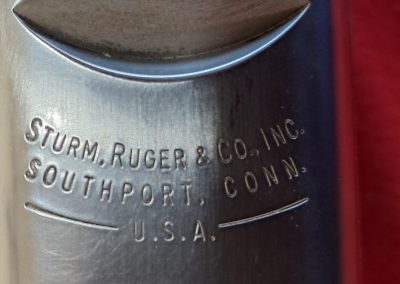 STURM, RUGER & CO., INC.
SOUTHPORT, CONN.
U.S.A.